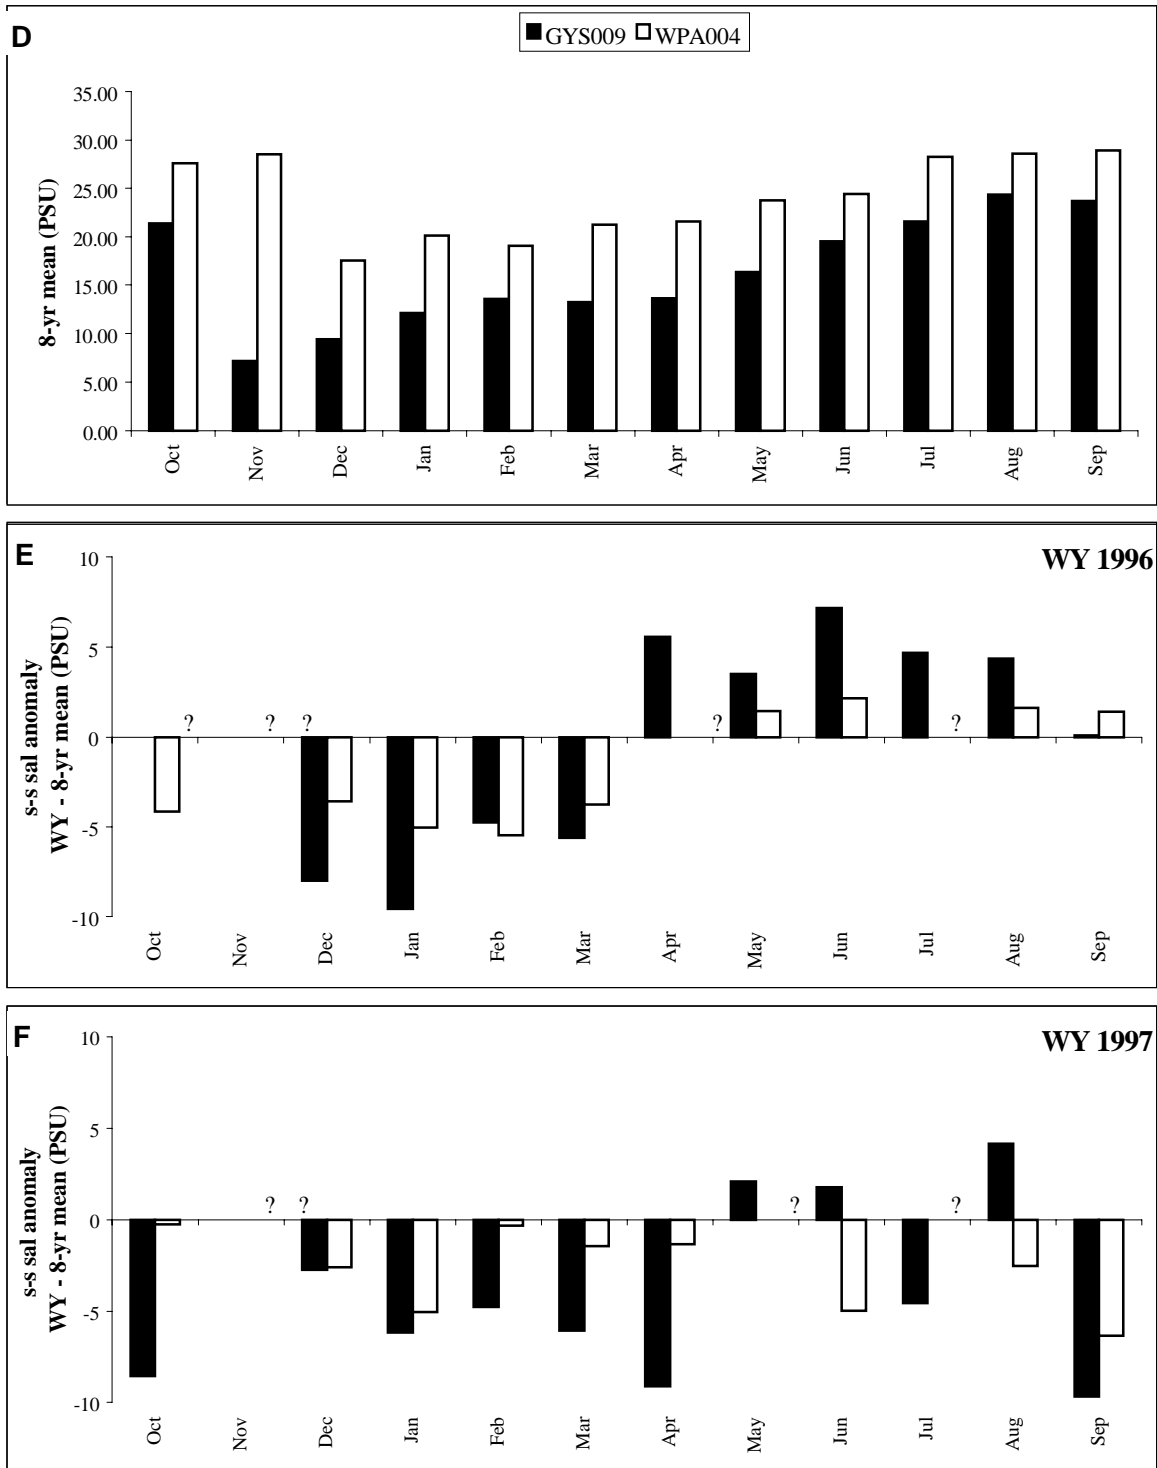 D
GYS009 WPA004
8-yr mean (PSU)
35.00
30.00
25.00
20.00
15.00
10.00
5.00
0.00
Oct Nov Dec Jan Feb Mar Apr May Jun Jul Aug Sep
E
WY 1996
s-s sal anomaly
WY - 8-yr mean (PSU)
10
5
0
-5
-10
? ? ? ? ?
Oct Nov Dec Jan Feb Mar Apr May Jun Jul Aug Sep
F
WY 1997
s-s sal anomaly
WY - 8-yr mean (PSU)
10
5
0
-5
-10
? ? ? ?
Oct Nov Dec Jan Feb Mar Apr May Jun Jul Aug Sep